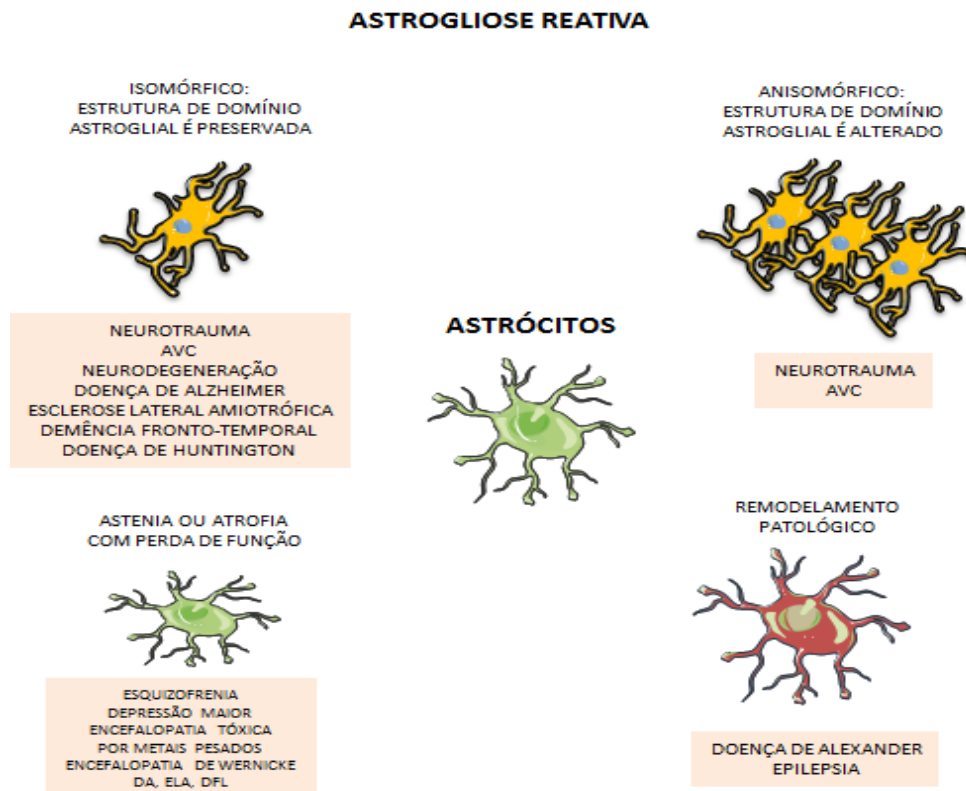 ASTROGLIOSE REATIVA
ISOMÓRFICO:
ESTRUTURA DE DOMÍNIO
ASTROGLIAL É PRESERVADA
ANISOMÓRFICO:
ESTRUTURA DE DOMÍNIO
ASTROGLIAL É ALTERADO
NEUROTRAUMA
AVC
NEURODEGENERAÇÃO
DOENÇA DE ALZHEIMER
ESCLEROSE LATERAL AMIOTRÓFICA
DEMÊNCIA FRONTO-TEMPORAL
DOENÇA DE HUNTINGTON
ASTRÓCITOS
NEUROTRAUMA
AVC
ASTENIA OU ATROFIA
COM PERDA DE FUNÇÃO
REMODELAMENTO
PATOLÓGICO
ESQUIZOFRENIA
DEPRESSÃO MAIOR
ENCEFALOPATIA TÓXICA
POR METAIS PESADOS
ENCEFALOPATIA DE WERNICKE
DA, ELA, DFL
DOENÇA DE ALEXANDER
EPILEPSIA